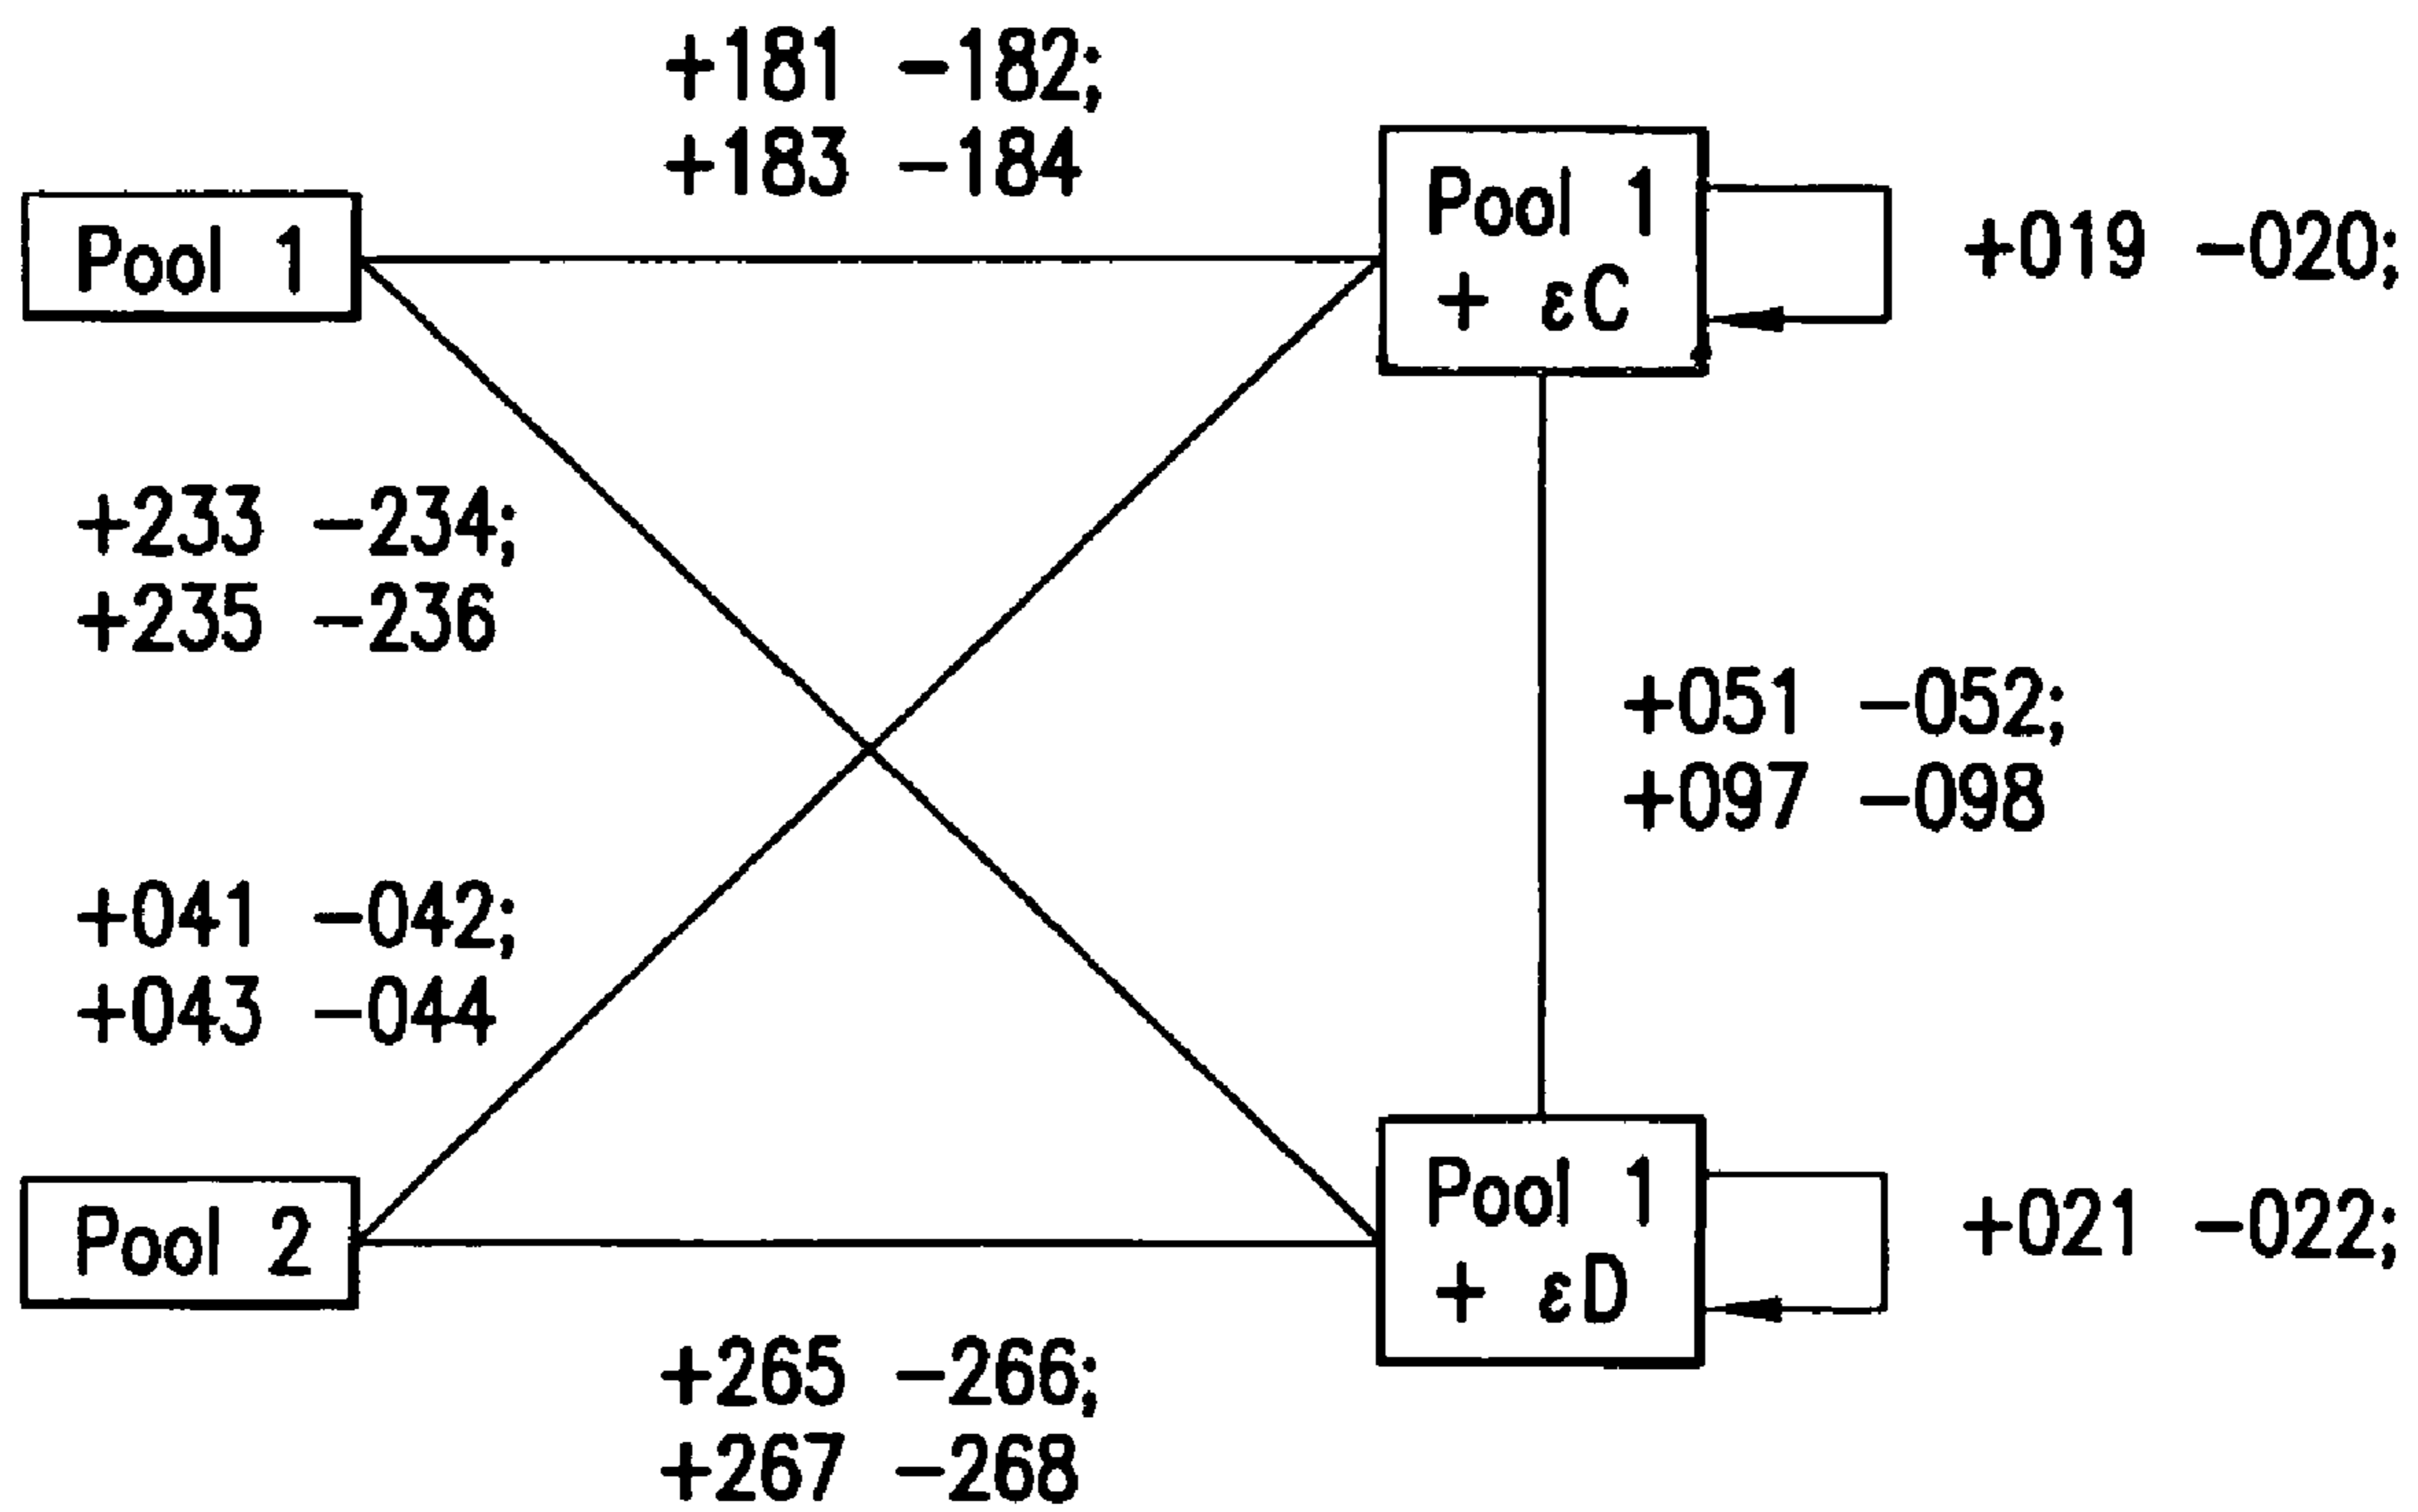 +181 -182;
+183 -184
Pool 1
Pool 1
+ εC
+019 -020;
+233 -234;
+235 -236
+051 -052;
+097 -098
+041 -042;
+043 -044
Pool 2
Pool 1
+ εD
+021 -022;
+265 -266;
+267 -268